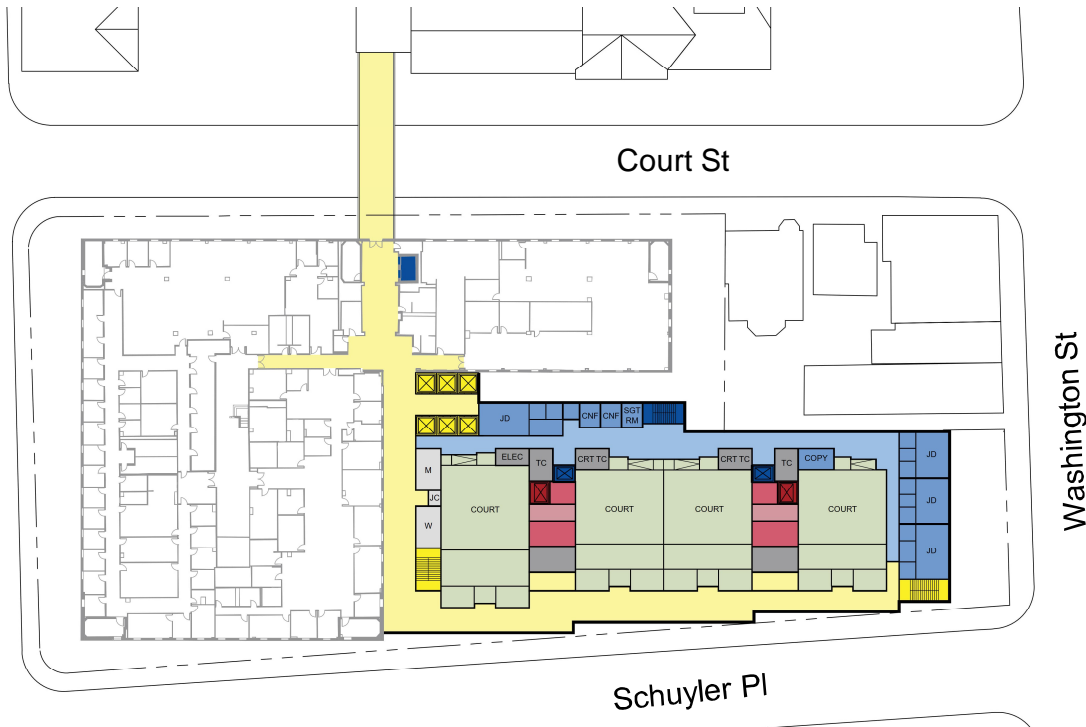 Court St
Washington St
JD
CNF
CNF
SGT
RM
ELEC
TC
CRT TC
CRT TC
TC
COPY
JD
M
JC
W
COURT
COURT
COURT
COURT
JD
JU
Schuyler Pl